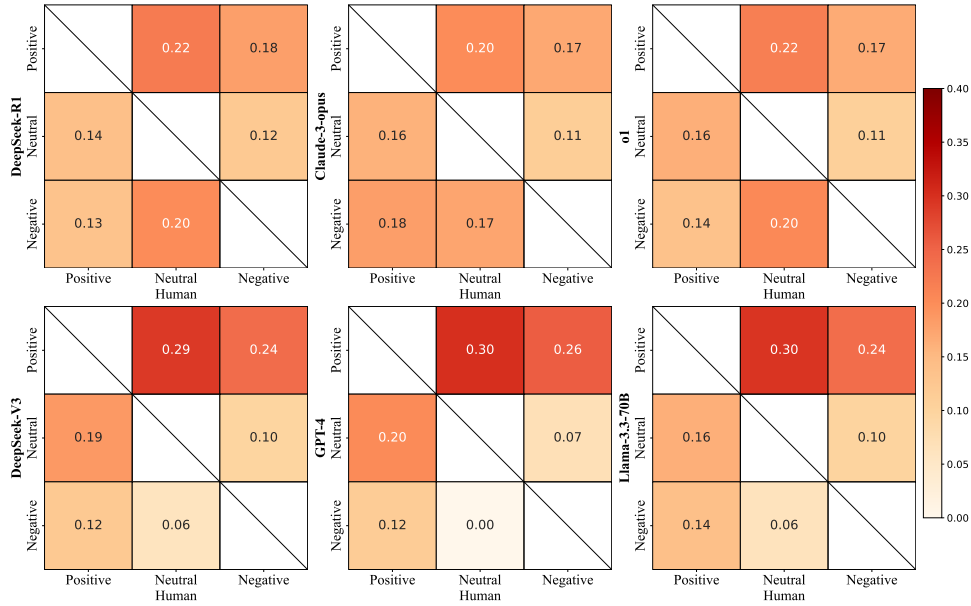 DeepSeek-R1
Positive
Neutral
Negative
0.22 0.18
0.14 0.12
0.13 0.20
Positive Neutral Negative
Human
Claude-3-opus
Positive
Neutral
Negative
0.20 0.17
0.16 0.11
0.18 0.17
Positive Neutral Negative
Human
o1
Positive
Neutral
Negative
0.22 0.17
0.16 0.11
0.14 0.20
Positive Neutral Negative
Human
DeepSeek-V3
Positive
Neutral
Negative
0.29 0.24
0.19 0.10
0.12 0.06
Positive Neutral Negative
Human
GPT-4
Positive
Neutral
Negative
0.30 0.26
0.20 0.07
0.12 0.00
Positive Neutral Negative
Human
Llama-3.3-70B
Positive
Neutral
Negative
0.30 0.24
0.16 0.10
0.14 0.06
Positive Neutral Negative
Human
0.40
0.35
0.30
0.25
0.20
0.15
0.10
0.05
0.00